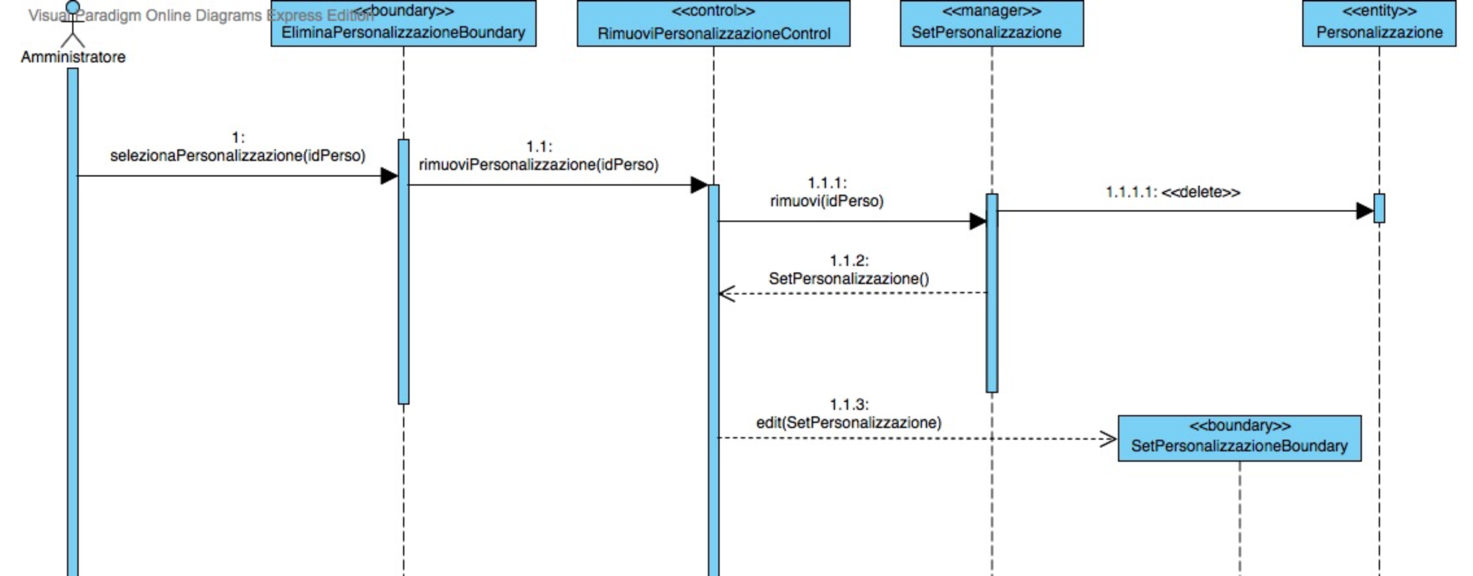 Visual Paradigm Online Diagrams Express Edition
Amministratore
<<boundary>>
EliminaPersonalizzazioneBoundary
<<control>>
RimuoviPersonalizzazioneControl
<<manager>>
SetPersonalizzazione
<<entity>>
Personalizzazione
1:
selezionaPersonalizzazione(idPerso)
1.1:
rimuoviPersonalizzazione(idPerso)
1.1.1:
rimuovi(idPerso)
1.1.1.1: <<delete>>
1.1.2:
SetPersonalizzazione()
1.1.3:
edit(SetPersonalizzazione)
<<boundary>>
SetPersonalizzazioneBoundary